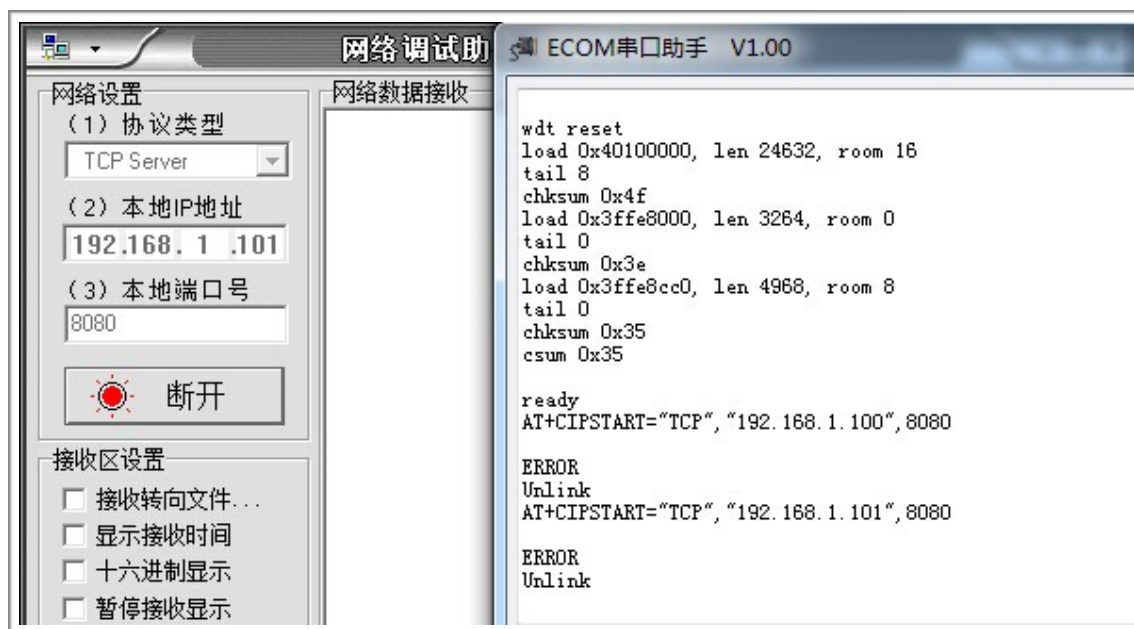 网络调试助
网络设置
(1) 协议类型
TCP Server
(2) 本地IP地址
192.168. 1 .101
(3) 本地端口号
8080
断开
接收区设置
接收转向文件...
显示接收时间
十六进制显示
暂停接收显示
网络数据接收
ECOM串口助手 V1.00
wdt reset
load 0x40100000, len 24632, room 16
tail 8
chksum 0x4f
load 0x3ffe8000, len 3264, room 0
tail 0
chksum 0x3e
load 0x3ffe8cc0, len 4968, room 8
tail 0
chksum 0x35
csum 0x35
ready
AT+CIPSTART="TCP","192.168.1.100",8080
ERROR
Unlink
AT+CIPSTART="TCP","192.168.1.101",8080
ERROR
Unlink